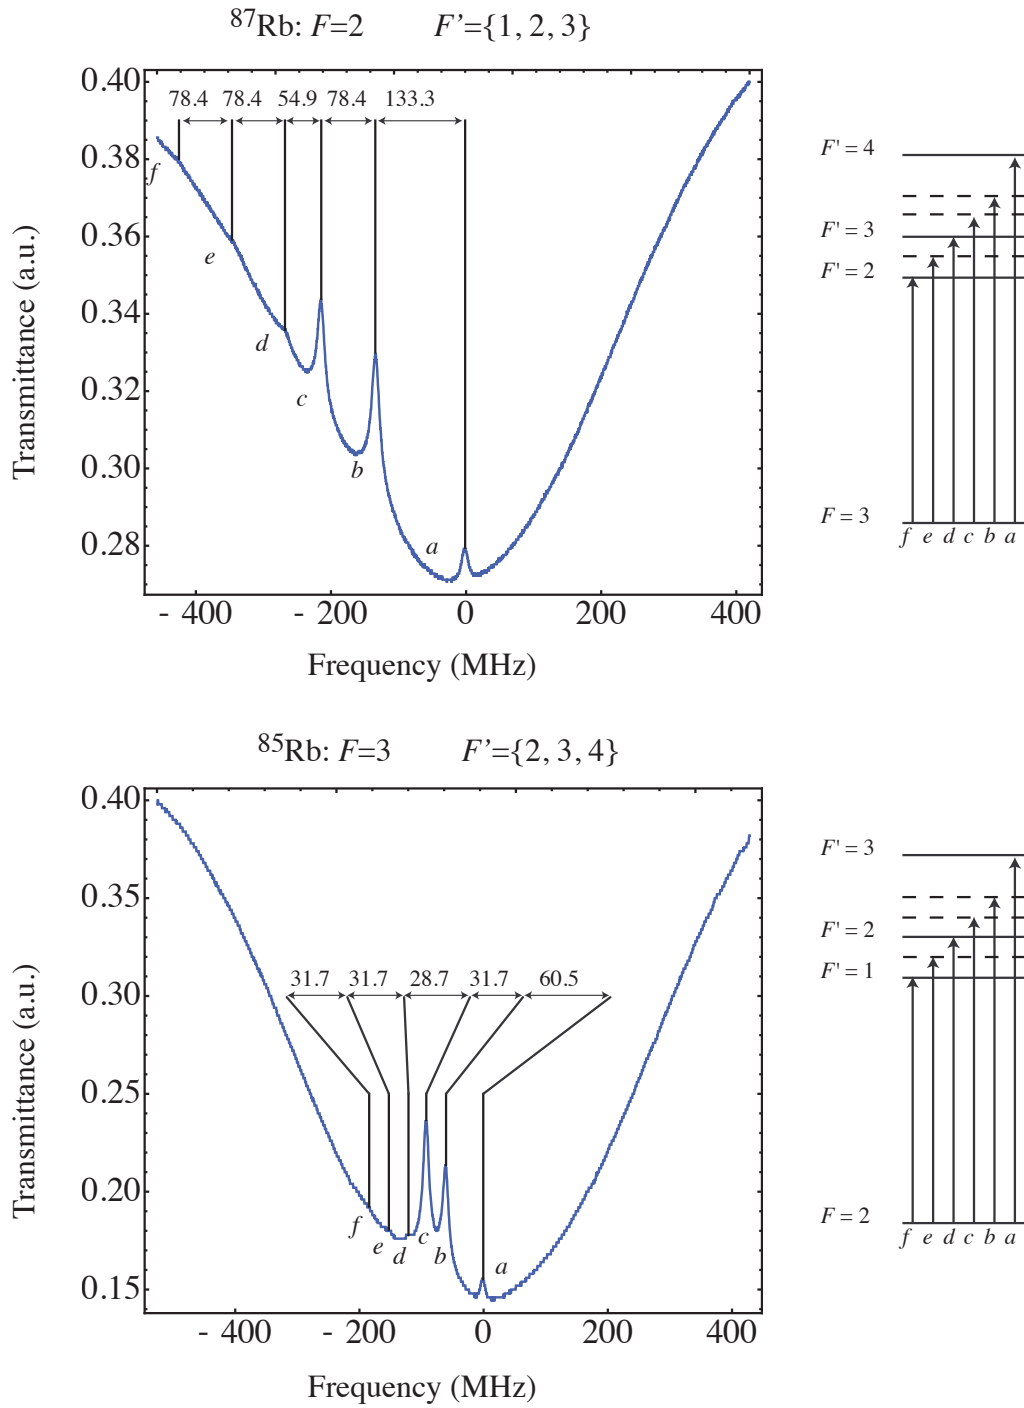 87Rb: F=2 F'={1, 2, 3}
Transmittance (a.u.)
0.40
0.38
0.36
0.34
0.32
0.30
0.28
78.4 78.4 54.9 78.4 133.3
f
e
d
c
b
a
- 400 - 200 0 200 400
Frequency (MHz)
F' = 4
F' = 3
F' = 2
F = 3
f e d c b a
85Rb: F=3 F'={2, 3, 4}
Transmittance (a.u.)
0.40
0.35
0.30
0.25
0.20
0.15
31.7 31.7 28.7 31.7 60.5
f e d c b a
- 400 - 200 0 200 400
Frequency (MHz)
F' = 3
F' = 2
F' = 1
F = 2
f e d c b a